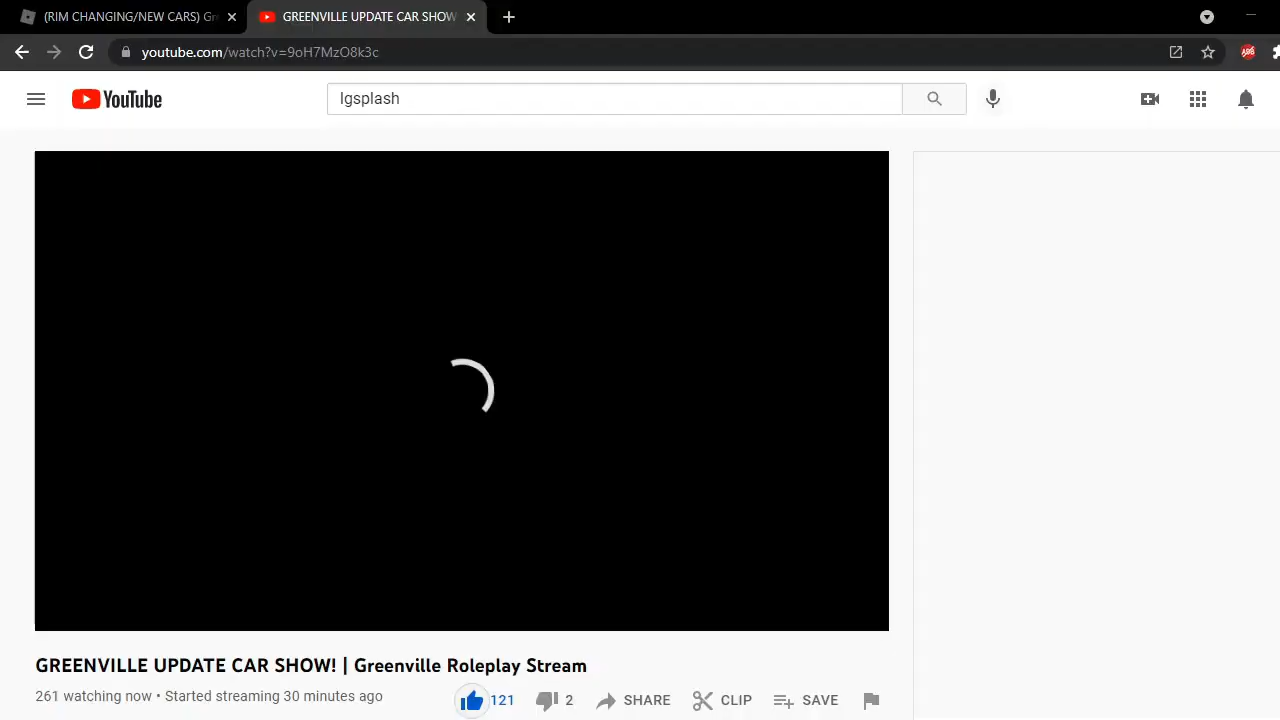 (RIM CHANGING/NEW CARS) Gr
GREENVILLE UPDATE CAR SHOW
youtube.com/watch?v=9oH7MzO8k3c
YouTube
lgsplash
GREENVILLE UPDATE CAR SHOW! | Greenville Roleplay Stream
261 watching now • Started streaming 30 minutes ago
121 2 SHARE CLIP SAVE